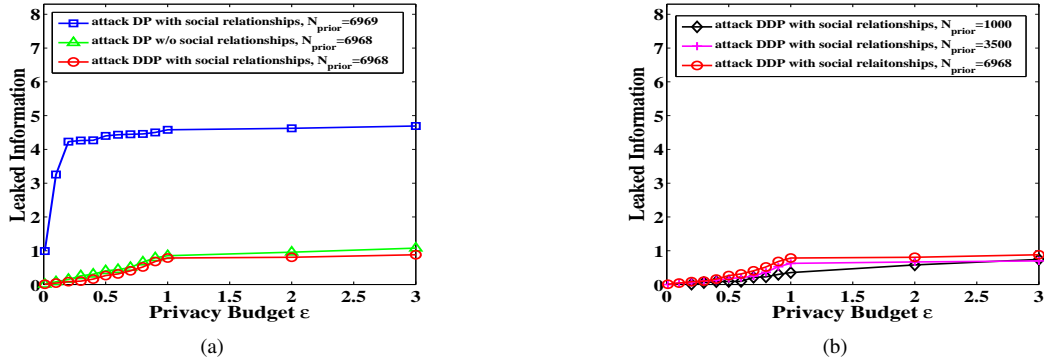 attack DP with social relationships, N_prior=6969
attack DP w/o social relationships, N_prior=6968
attack DDP with social relationships, N_prior=6968
8
7
6
5
4
3
2
1
0
Leaked Information
0 0.5 1 1.5 2 2.5 3
Privacy Budget ε
(a)
attack DDP with social relationships, N_prior=1000
attack DDP with social relationships, N_prior=3500
attack DDP with social relaitonships, N_prior=6968
8
7
6
5
4
3
2
1
0
Leaked Information
0 0.5 1 1.5 2 2.5 3
Privacy Budget ε
(b)